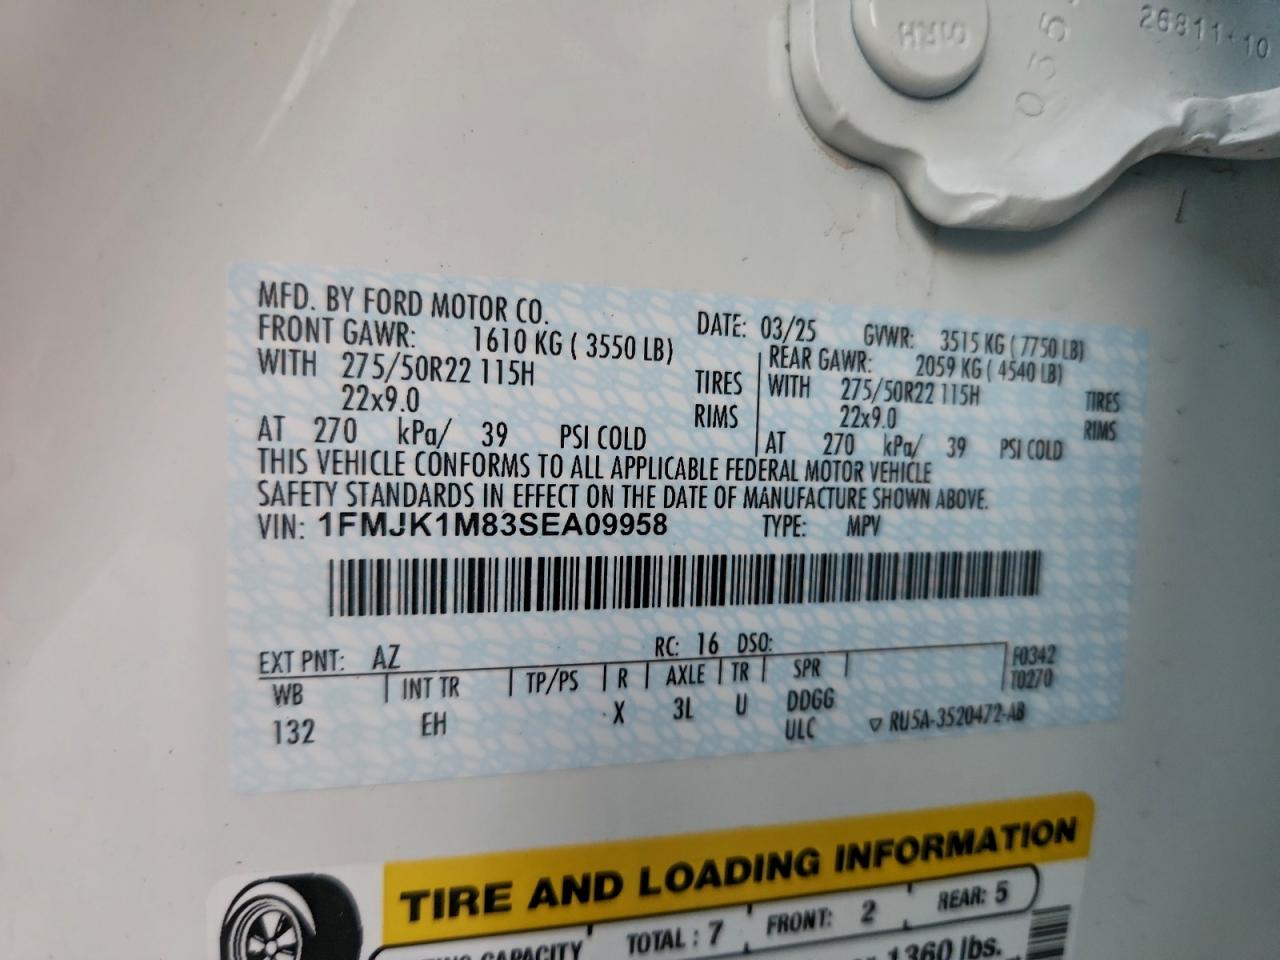 HRM
055
26811-10
MFD. BY FORD MOTOR CO.
DATE: 03/25 GVWR: 3515 KG ( 7750 LB)
FRONT GAWR: 1610 KG ( 3550 LB)
REAR GAWR: 2059 KG ( 4540 LB)
WITH 275/50R22 115H TIRES
WITH 275/50R22 115H TIRES
22x9.0 RIMS
22x9.0 RIMS
AT 270 kPa/ 39 PSI COLD
AT 270 kPa/ 39 PSI COLD
THIS VEHICLE CONFORMS TO ALL APPLICABLE FEDERAL MOTOR VEHICLE
SAFETY STANDARDS IN EFFECT ON THE DATE OF MANUFACTURE SHOWN ABOVE.
VIN: 1FMJK1M83SEA09958 TYPE: MPV
EXT PNT: AZ RC: 16 DSO:
WB INT TR TP/PS R AXLE TR SPR F0342
T0270
132 EH X 3L U DDGG
ULC ▽ RU5A-3520472-AB
TIRE AND LOADING INFORMATION
CAPACITY TOTAL : 7 FRONT: 2 REAR: 5
1360 lbs.